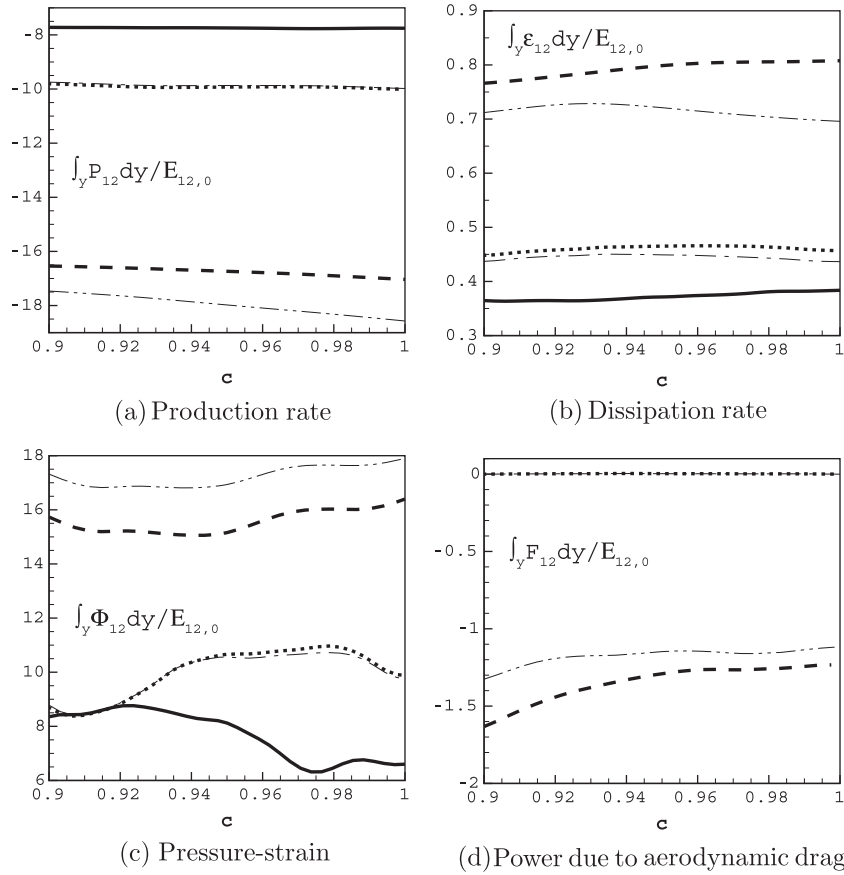 -8
-10
-12
-14
-16
-18
∫yP12dy/E12,0
0.9 0.92 0.94 0.96 0.98 1
c
(a) Production rate
0.9
0.8
0.7
0.6
0.5
0.4
0.3
∫yε12dy/E12,0
0.9 0.92 0.94 0.96 0.98 1
c
(b) Dissipation rate
18
16
14
12
10
8
6
∫yΦ12dy/E12,0
0.9 0.92 0.94 0.96 0.98 1
c
(c) Pressure-strain
0
-0.5
-1
-1.5
-2
∫yF12dy/E12,0
0.9 0.92 0.94 0.96 0.98 1
c
(d) Power due to aerodynamic drag